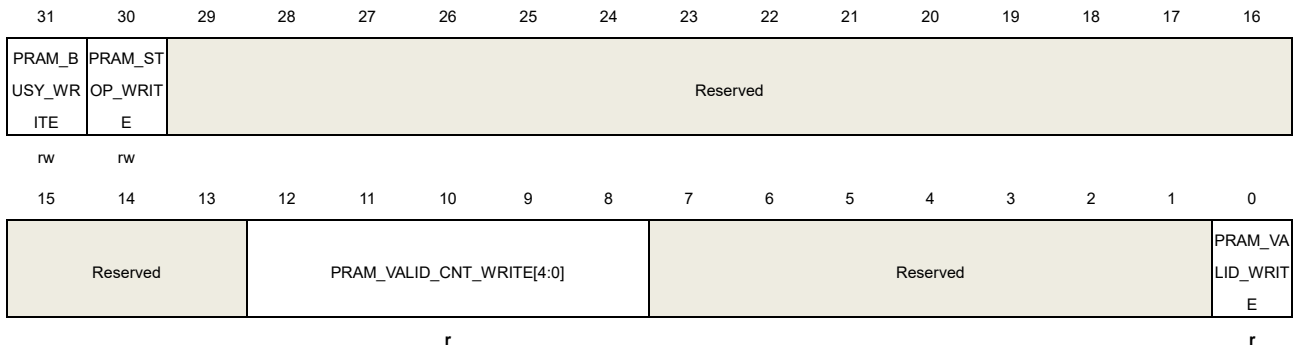 31 30 29 28 27 26 25 24 23 22 21 20 19 18 17 16
PRAM_B
USY_WR
ITE
PRAM_ST
OP_WRIT
E
Reserved
rw rw
15 14 13 12 11 10 9 8 7 6 5 4 3 2 1 0
Reserved
PRAM_VALID_CNT_WRITE[4:0]
Reserved
PRAM_VA
LID_WRIT
E
r r